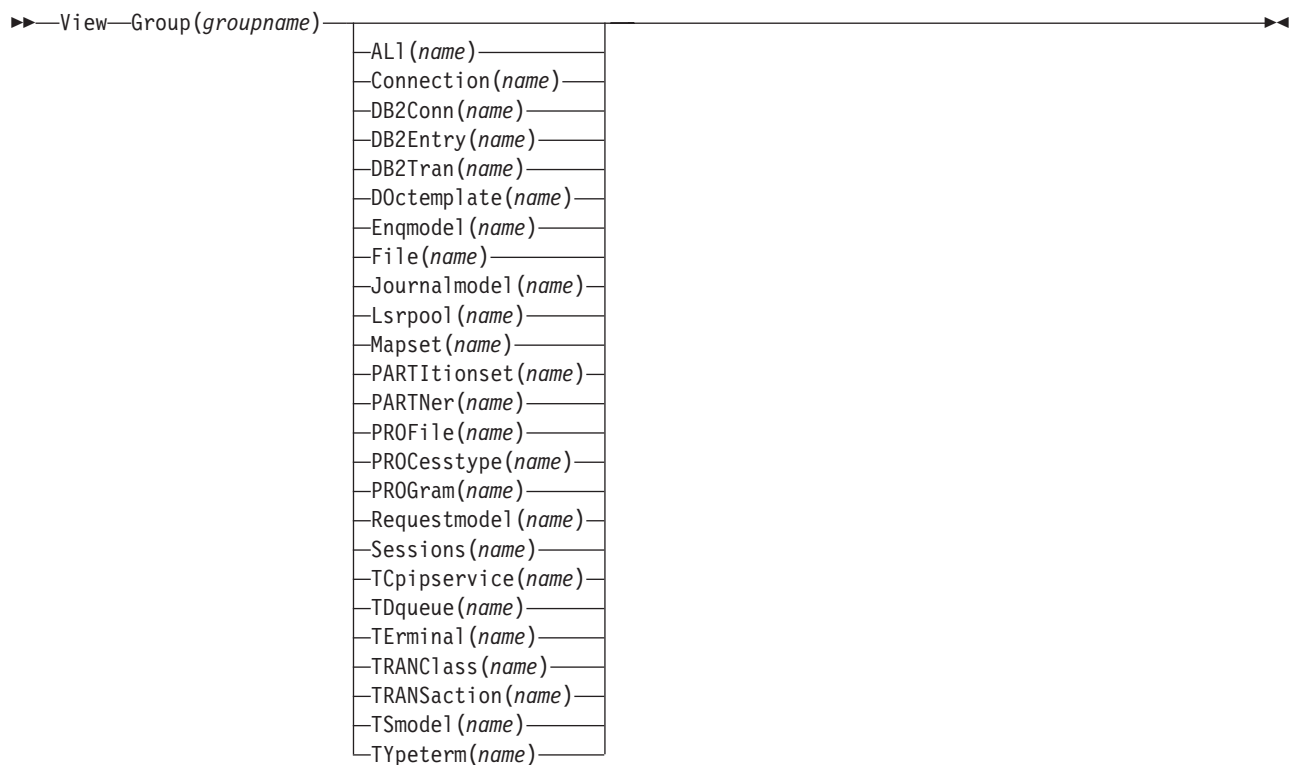 View Group(groupname)
ALl(name)
Connection(name)
DB2Conn(name)
DB2Entry(name)
DB2Tran(name)
DOctemplate(name)
Enqmodel(name)
File(name)
Journalmodel(name)
Lsrpool(name)
Mapset(name)
PARTItionset(name)
PARTNer(name)
PROFile(name)
PROCesstype(name)
PROGram(name)
Requestmodel(name)
Sessions(name)
TCpipservice(name)
TDqueue(name)
TErminal(name)
TRANClass(name)
TRANSaction(name)
TSmodel(name)
TYpeterm(name)